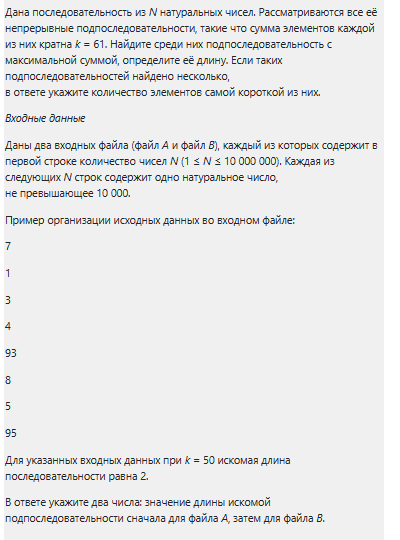 Дана последовательность из N натуральных чисел. Рассматриваются все её
непрерывные подпоследовательности, такие что сумма элементов каждой
из них кратна k = 61. Найдите среди них подпоследовательность с
максимальной суммой, определите её длину. Если таких
подпоследовательностей найдено несколько,
в ответе укажите количество элементов самой короткой из них.
Входные данные
Даны два входных файла (файл A и файл B), каждый из которых содержит в
первой строке количество чисел N (1 ≤ N ≤ 10 000 000). Каждая из
следующих N строк содержит одно натуральное число,
не превышающее 10 000.
Пример организации исходных данных во входном файле:
7
1
3
4
93
8
5
95
Для указанных входных данных при k = 50 искомая длина
последовательности равна 2.
В ответе укажите два числа: значение длины искомой
подпоследовательности сначала для файла A, затем для файла B.